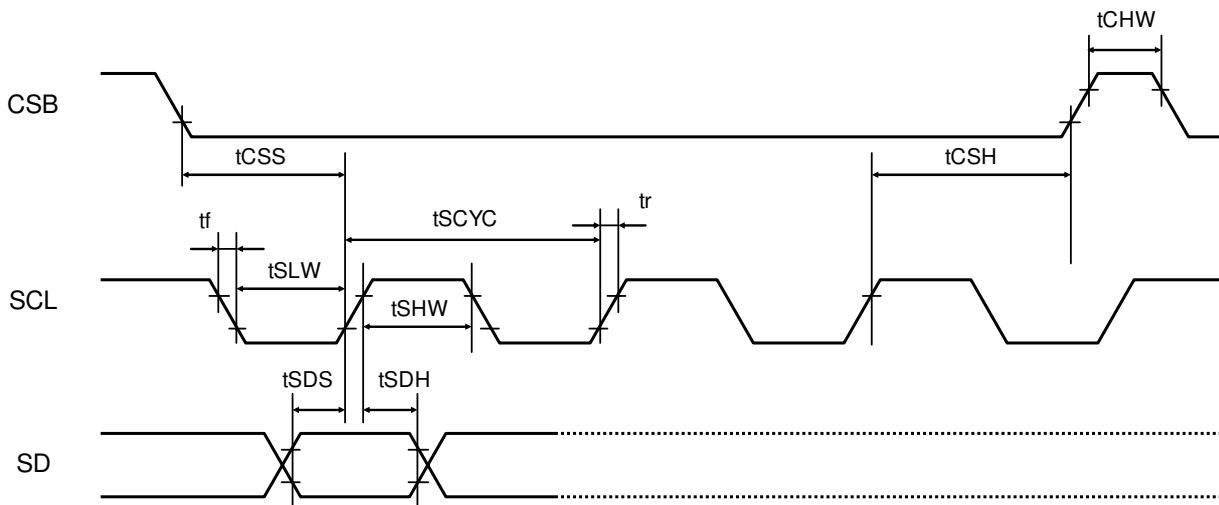 tCHW
CSB
tCSS
tCSH
tf
tSCYC
tr
tSLW
SCL
tSHW
tSDS
tSDH
SD